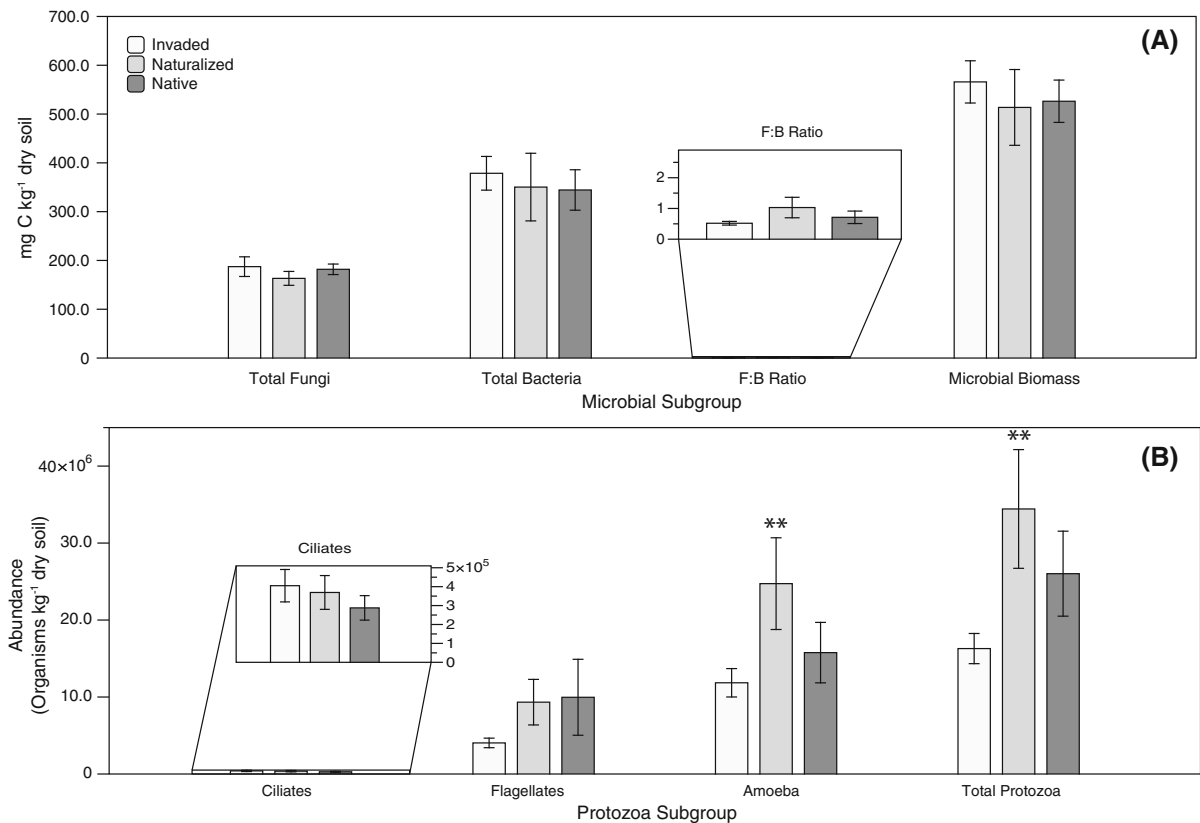 700.0
(A)
Invaded
Naturalized
Native
600.0
500.0
400.0
300.0
200.0
100.0
0
mg C kg⁻¹ dry soil
F:B Ratio
2
1
0
Total Fungi
Total Bacteria
F:B Ratio
Microbial Biomass
Microbial Subgroup
(B)
40×10⁶
30.0
20.0
10.0
0
Abundance
(Organisms kg⁻¹ dry soil)
Ciliates
5×10⁵
4
3
2
1
0
**
**
Ciliates
Flagellates
Amoeba
Total Protozoa
Protozoa Subgroup